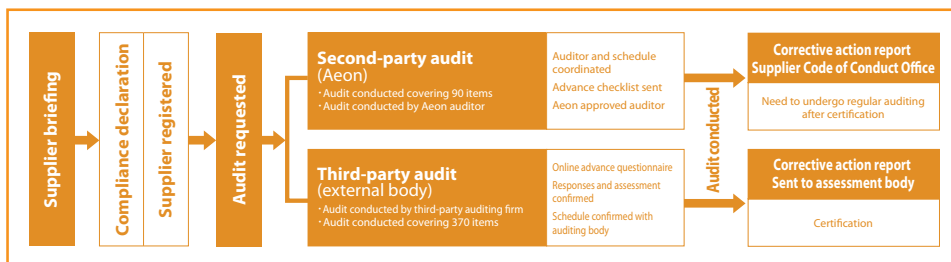 Supplier briefing
Compliance declaration
Supplier registered
Audit requested
Second-party audit
(Aeon)
・Audit conducted covering 90 items
・Audit conducted by Aeon auditor
Auditor and schedule
coordinated
Advance checklist sent
Aeon approved auditor
Third-party audit
(external body)
・Audit conducted by third-party auditing firm
・Audit conducted covering 370 items
Online advance questionnaire
Responses and assessment
confirmed
Schedule confirmed with
auditing body
Audit conducted
Corrective action report
Supplier Code of Conduct Office
Need to undergo regular auditing
after certification
Corrective action report
Sent to assessment body
Certification